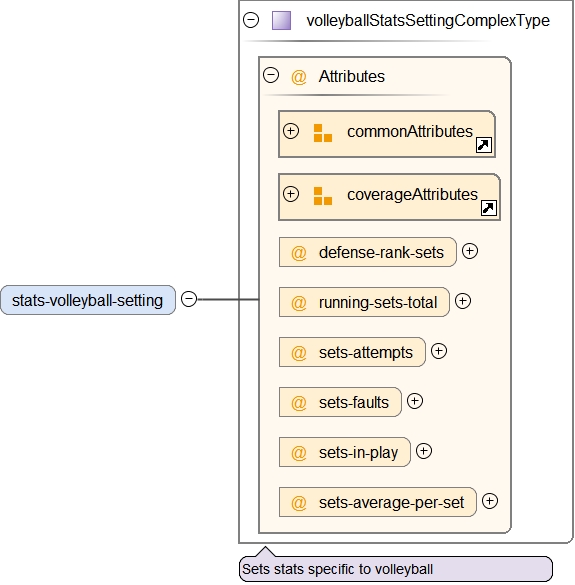 volleyballStatsSettingComplexType
@ Attributes
commonAttributes
coverageAttributes
@ defense-rank-sets
stats-volleyball-setting
@ running-sets-total
@ sets-attempts
@ sets-faults
@ sets-in-play
@ sets-average-per-set
Sets stats specific to volleyball